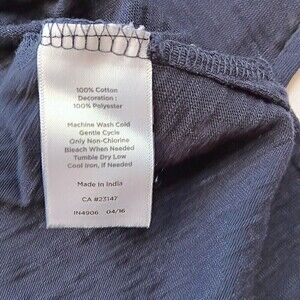 100% Cotton
Decoration :
100% Polyester
Machine Wash Cold
Gentle Cycle
Only Non-Chlorine
Bleach When Needed
Tumble Dry Low
Cool Iron, If Needed
Made in India
CA #23147
IN4906 04/16